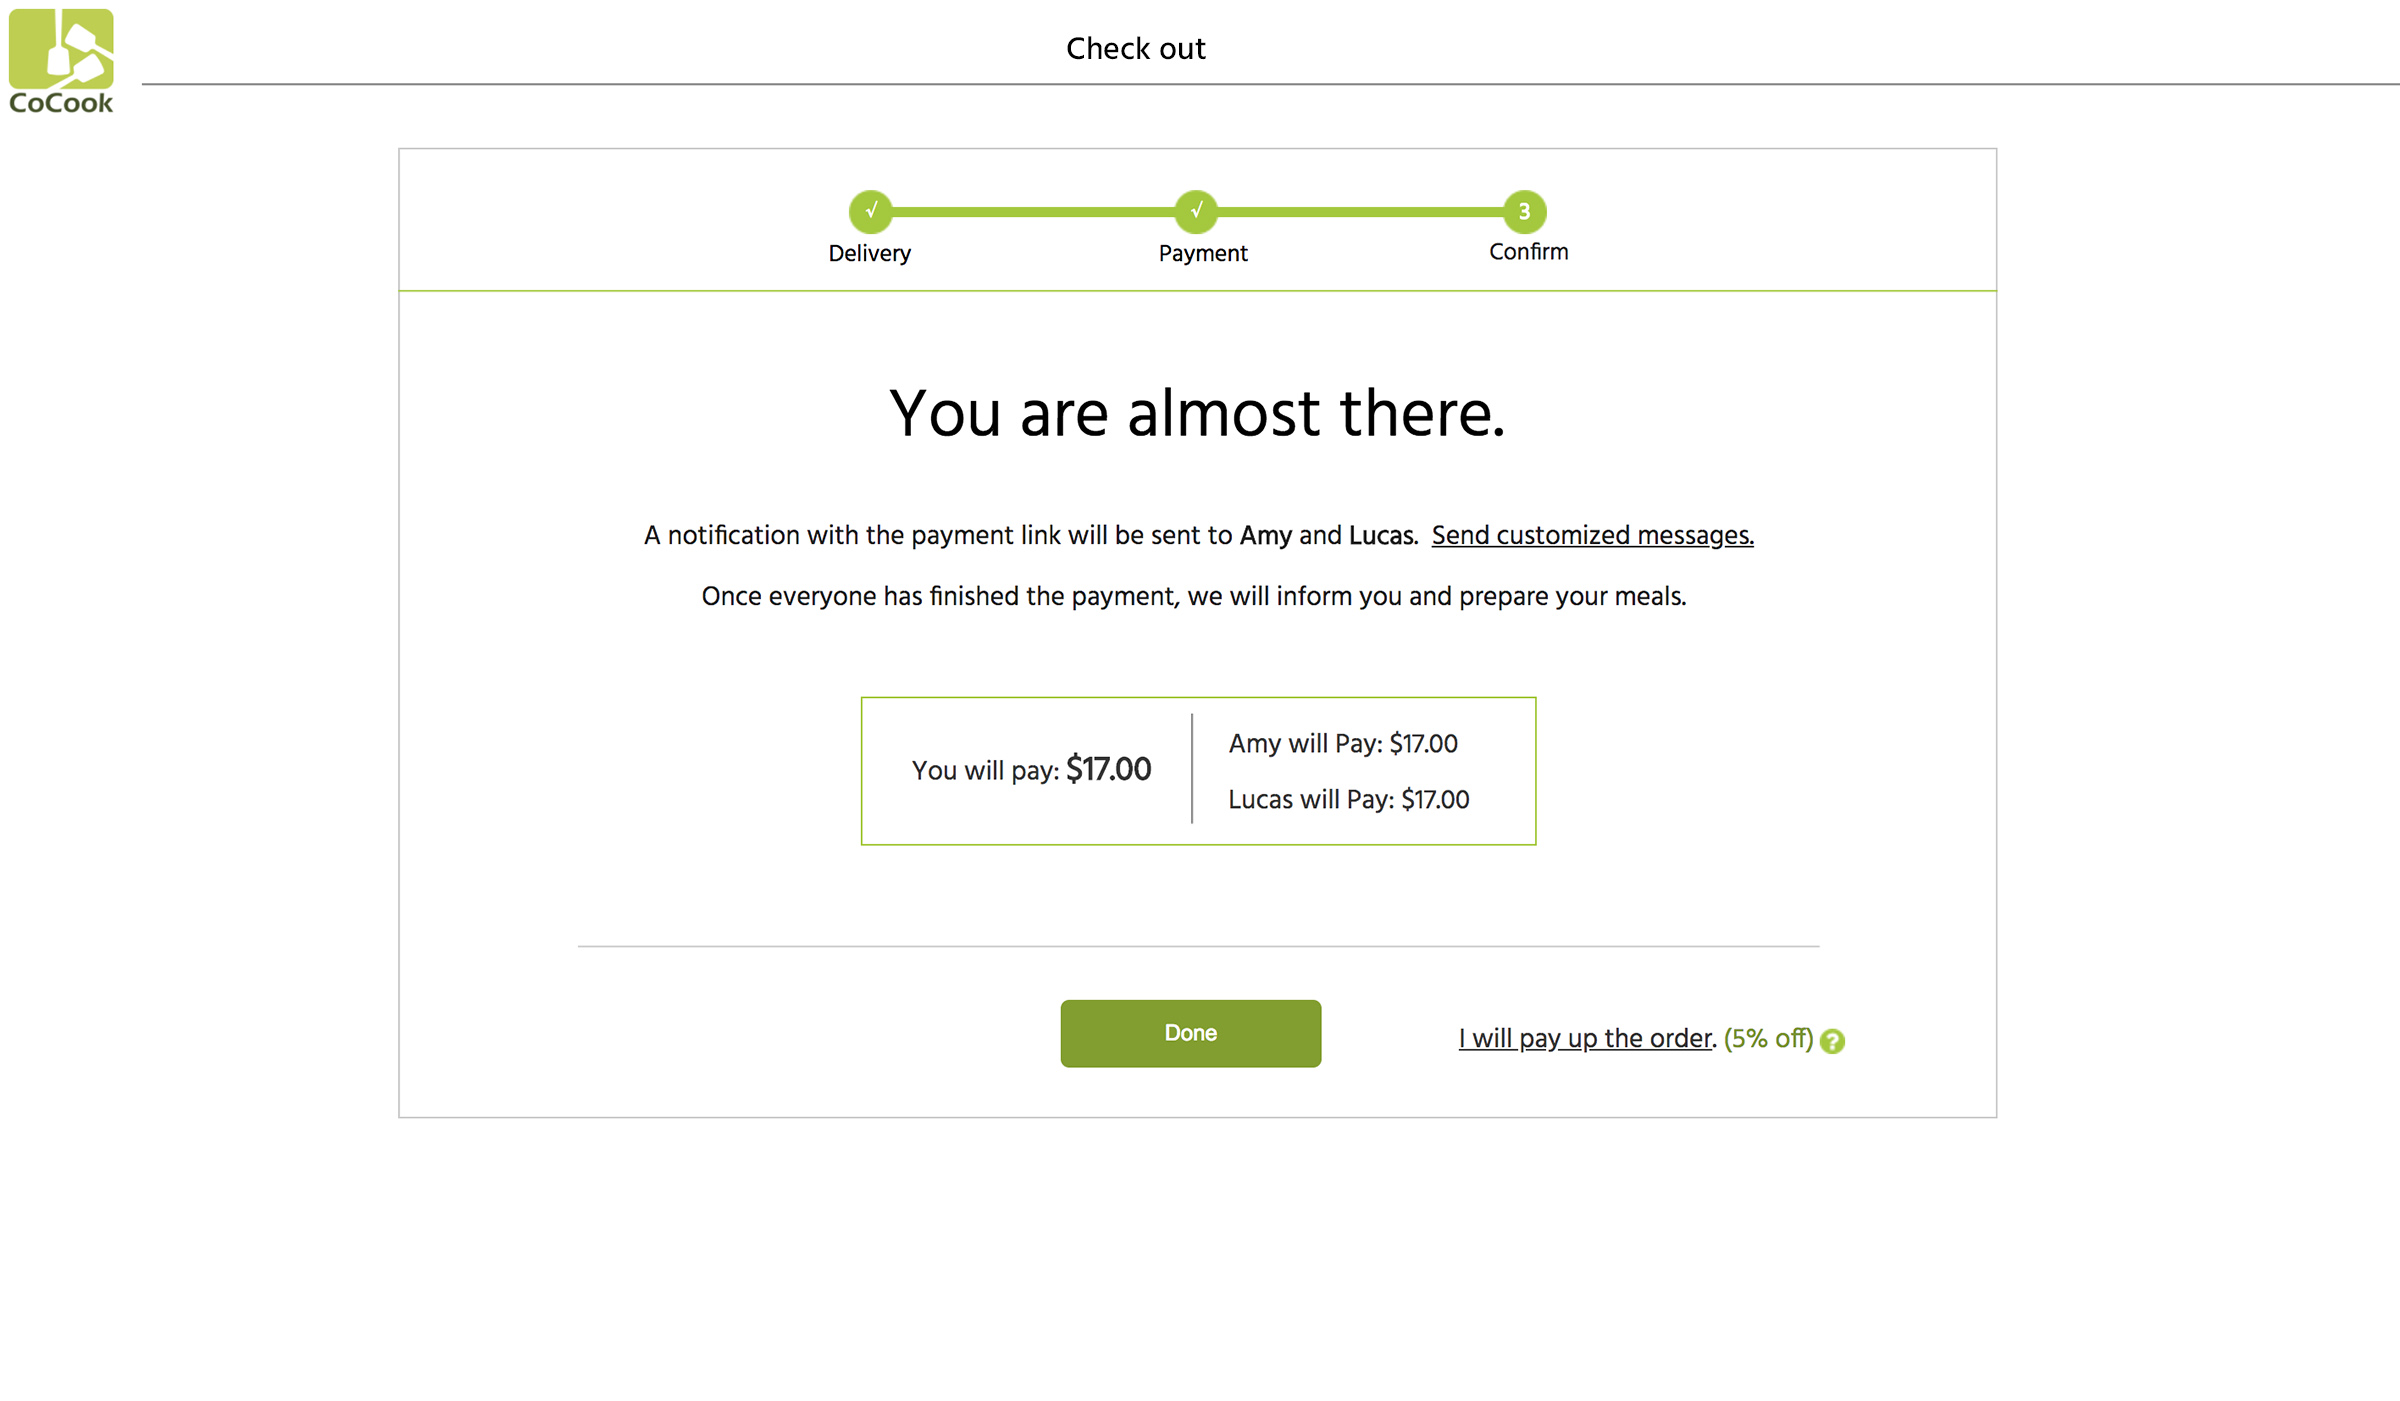 CoCook
Check out
√ √ 3
Delivery Payment Confirm
You are almost there.
A notification with the payment link will be sent to Amy and Lucas. Send customized messages.
Once everyone has finished the payment, we will inform you and prepare your meals.
You will pay: $17.00
Amy will Pay: $17.00
Lucas will Pay: $17.00
Done
I will pay up the order. (5% off) ?